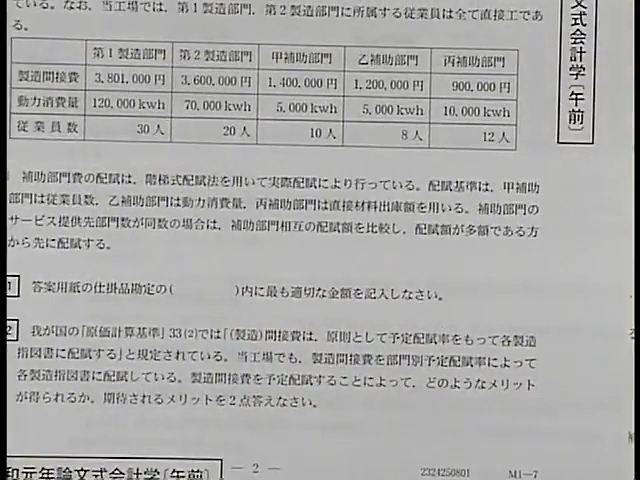 ている。なお、当工場では、第1製造部門、第2製造部門に所属する従業員は全て直接工であ
る。
第1製造部門 第2製造部門 甲補助部門 乙補助部門 丙補助部門
製造間接費 3,801,000円 3,600,000円 1,400,000円 1,200,000円 900,000円
動力消費量 120,000kwh 70,000kwh 5,000kwh 5,000kwh 10,000kwh
従業員数 30人 20人 10人 8人 12人
補助部門費の配賦は、階梯式配賦法を用いて実際配賦により行っている。配賦基準は、甲補助
部門は従業員数、乙補助部門は動力消費量、丙補助部門は直接材料出庫額を用いる。補助部門の
サービス提供先部門数が同数の場合は、補助部門相互の配賦額を比較し、配賦額が多額である方
から先に配賦する。
1 答案用紙の仕掛品勘定の( )内に最も適切な金額を記入しなさい。
2 我が国の「原価計算基準」33(2)では「(製造)間接費は、原則として予定配賦率をもって各製造
指図書に配賦する」と規定されている。当工場でも、製造間接費を部門別予定配賦率によって
各製造指図書に配賦している。製造間接費を予定配賦することによって、どのようなメリット
が得られるか。期待されるメリットを2点答えなさい。
和元年論文式会計学〔午前〕
— 2 —
2324250801 M1-7
文式会計学〔午前〕